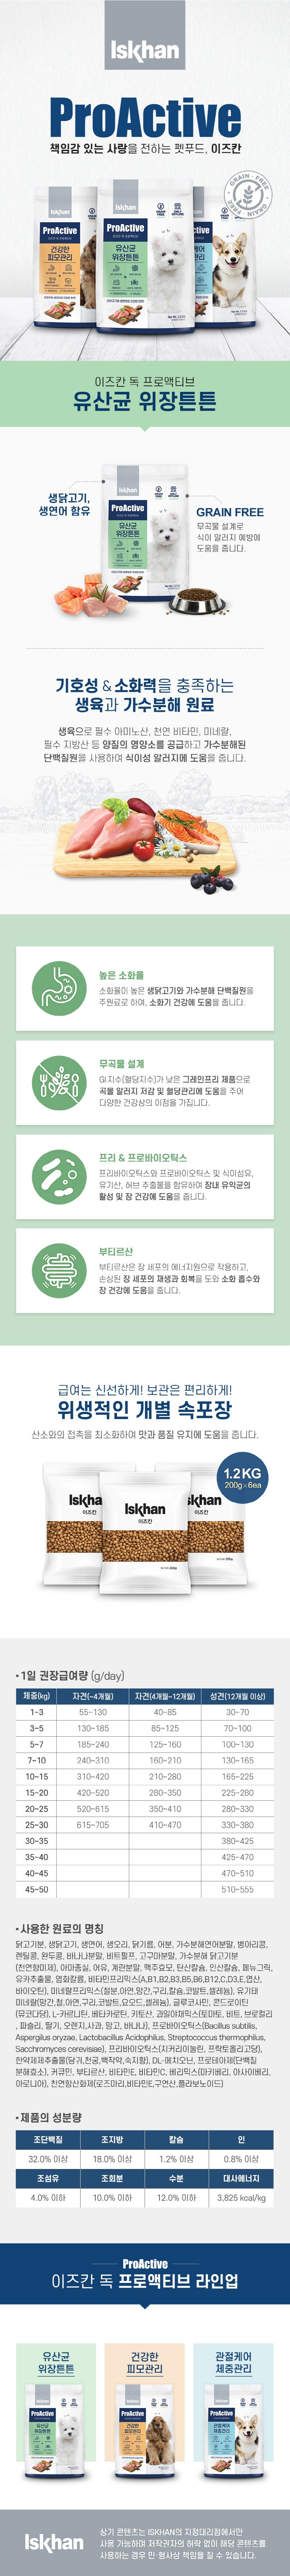 Iskhan
ProActive
책임감 있는 사랑을 전하는 펫푸드, 이즈칸
GRAIN-FREE
Iskhan
ProActive
건강한
피모관리
Iskhan
ProActive
유산균
위장튼튼
이즈칸 독 프로액티브
유산균 위장튼튼
생닭고기,
생연어 함유
Iskhan
ProActive
유산균
위장튼튼
GRAIN FREE
무곡물 설계로
식이 알러지 예방에
도움을 줍니다.
기호성 & 소화력을 충족하는
생육과 가수분해 원료
생육으로 필수 아미노산, 천연 비타민, 미네랄,
필수 지방산 등 양질의 영양소를 공급하고 가수분해된
단백질원을 사용하여 식이성 알러지에 도움을 줍니다.
높은 소화율
소화율이 높은 생닭고기와 가수분해 단백질원을
주원료로 하여, 소화기 건강에 도움을 줍니다.
무곡물 설계
GI지수(혈당지수)가 낮은 그레인프리 제품으로
곡물 알러지 저감 및 혈당관리에 도움을 주어
다양한 건강상의 이점을 가집니다.
프리 & 프로바이오틱스
프리바이오틱스와 프로바이오틱스 및 식이섬유,
유기산, 허브 추출물을 함유하여 장내 유익균의
활성 및 장 건강에 도움을 줍니다.
부티르산
부티르산은 장 세포의 에너지원으로 작용하고,
손상된 장 세포의 재생과 회복을 도와 소화 흡수와
장 건강에 도움을 줍니다.
급여는 신선하게! 보관은 편리하게!
위생적인 개별 속포장
산소와의 접촉을 최소화하여 맛과 품질 유지에 도움을 줍니다.
1.2KG
200g×6ea
Iskhan
이즈칸
• 1일 권장급여량 (g/day)
체중(kg) 자견(~4개월) 자견(4개월~12개월) 성견(12개월 이상)
1-3 55-130 40-85 30-70
3-5 130-185 85-125 70-100
5-7 185-240 125-160 100-130
7-10 240-310 160-210 130-165
10-15 310-420 210-280 165-225
15-20 420-520 280-350 225-280
20-25 520-615 350-410 280-330
25-30 615-705 410-470 330-380
30-35 380-425
35-40 425-470
40-45 470-510
45-50 510-555
• 사용한 원료의 명칭
닭고기분, 생닭고기, 생연어, 생오리, 닭기름, 어분, 가수분해연어분말, 병아리콩,
렌틸콩, 완두콩, 바나나분말, 비트펄프, 고구마분말, 가수분해 닭고기분
(천연향미제), 아마종실, 어유, 계란분말, 맥주효모, 탄산칼슘, 인산칼슘, 페뉴그릭,
유카추출물, 염화칼륨, 비타민프리믹스(A,B1,B2,B3,B5,B6,B12,C,D3,E,엽산,
바이오틴), 미네랄프리믹스(철분,아연,망간,구리,칼슘,코발트,셀레늄), 유기태
미네랄(망간,철,아연,구리,코발트,요오드,셀레늄), 글루코사민, 콘드로이틴
(뮤코다당), L-카르니틴, 베타카로틴, 키토산, 과일야채믹스(토마토, 비트, 브로컬리
, 파슬리, 딸기, 오렌지,사과, 망고, 바나나), 프로바이오틱스(Bacillus subtilis,
Aspergilus oryzae, Lactobacillus Acidophilus, Streptococcus thermophilus,
Sacchromyces cerevisiae), 프리바이오틱스(치커리이눌린, 프락토올리고당),
한약제제추출물(당귀,천궁,백작약,숙지황), DL-메치오닌, 프로테아제(단백질
분해효소), 커큐민, 부티르산, 비타민E, 비타민C, 베리믹스(마키베리, 아사이베리,
아로니아), 천연항산화제(로즈마리,비타민E,구연산,플라보노이드)
• 제품의 성분량
조단백질 조지방 칼슘 인
32.0% 이상 18.0% 이상 1.2% 이상 0.8% 이상
조섬유 조회분 수분 대사에너지
4.0% 이하 10.0% 이하 12.0% 이하 3,825 kcal/kg
ProActive
이즈칸 독 프로액티브 라인업
유산균
위장튼튼
건강한
피모관리
관절케어
체중관리
Iskhan
상기 콘텐츠는 ISKHAN의 지정대리점에서만
사용 가능하며 저작권자의 허락 없이 해당 콘텐츠를
사용하는 경우 민·형사상 책임을 질 수 있습니다.